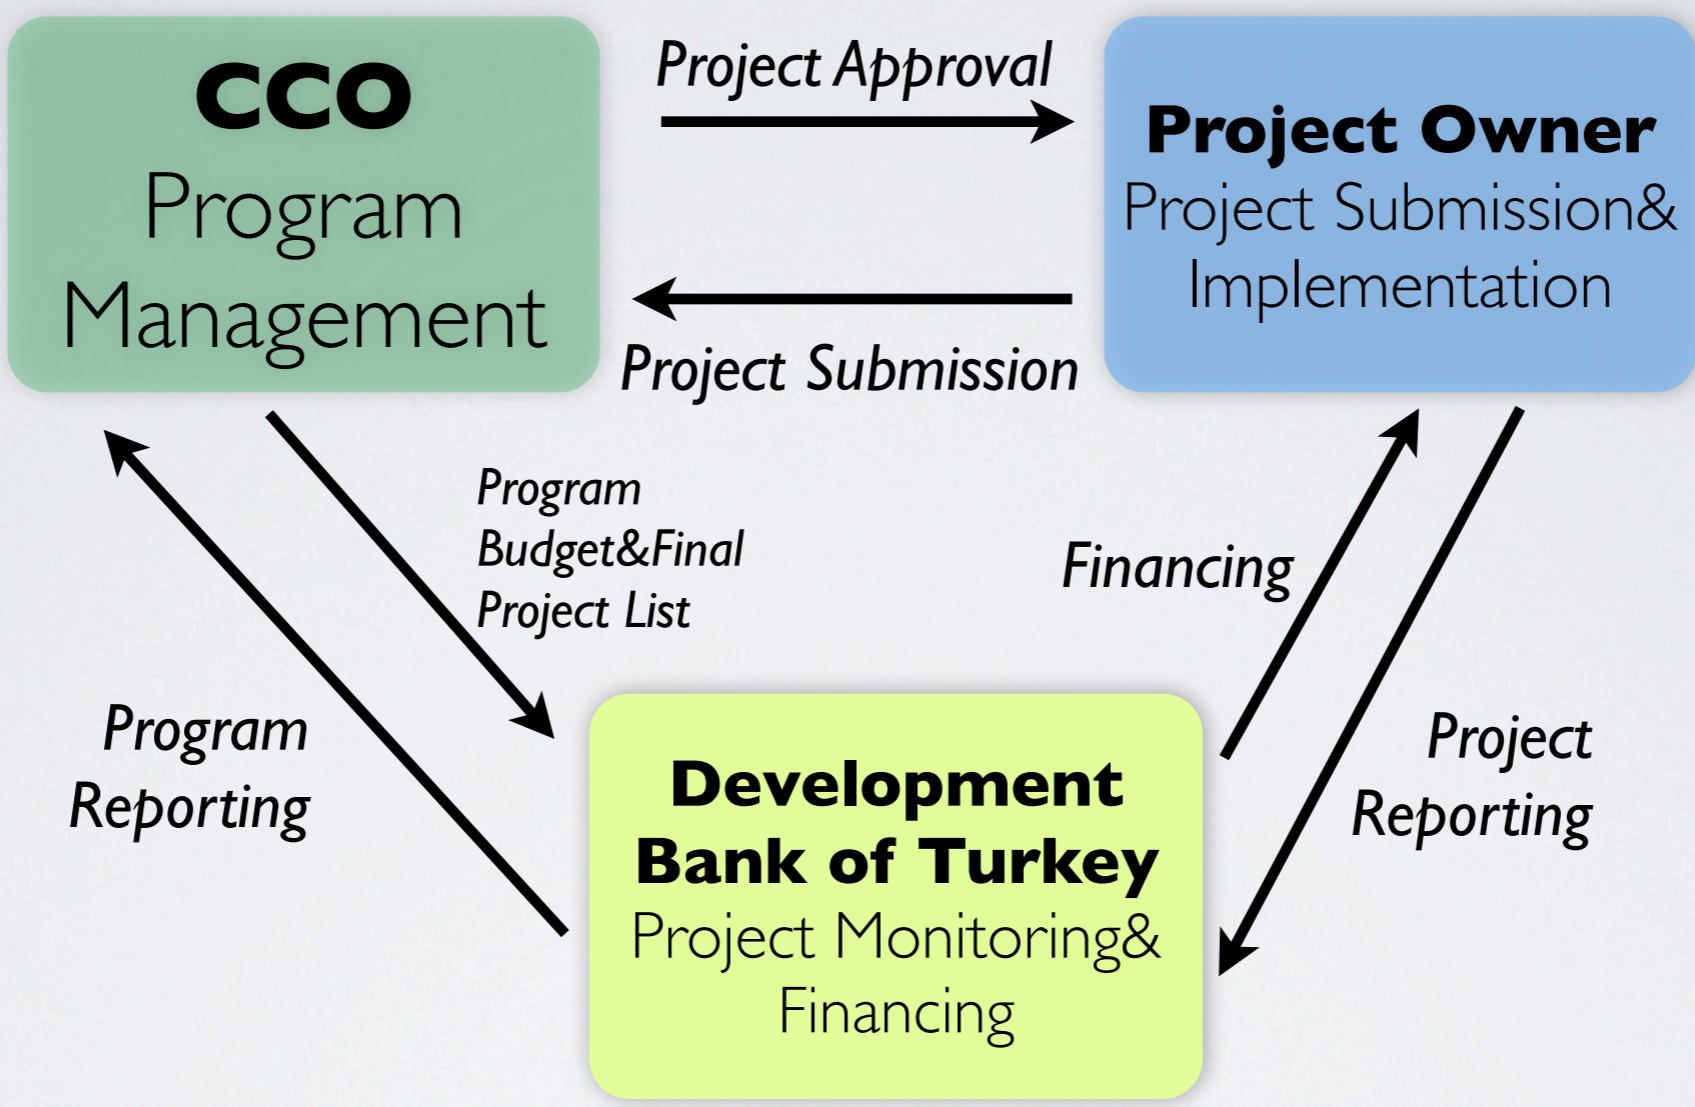 CCO
Program
Management
Project Approval
Project Owner
Project Submission&
Implementation
Project Submission
Program
Budget&Final
Project List
Financing
Program
Reporting
Project
Reporting
Development
Bank of Turkey
Project Monitoring&
Financing